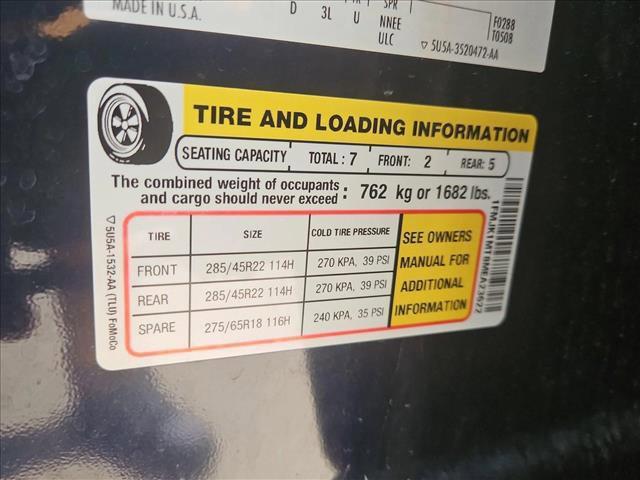 MADE IN U.S.A.
D 3L U
SPR
NNEE
ULC
F0288
T0508
▽ 5U5A-3520472-AA
TIRE AND LOADING INFORMATION
SEATING CAPACITY TOTAL : 7 FRONT: 2 REAR: 5
The combined weight of occupants
and cargo should never exceed : 762 kg or 1682 lbs.
TIRE SIZE COLD TIRE PRESSURE
FRONT 285/45R22 114H 270 KPA, 39 PSI
REAR 285/45R22 114H 270 KPA, 39 PSI
SPARE 275/65R18 116H 240 KPA, 35 PSI
SEE OWNERS
MANUAL FOR
ADDITIONAL
INFORMATION
▽ 5U5A-1532-AA (TLU) FoMoCo